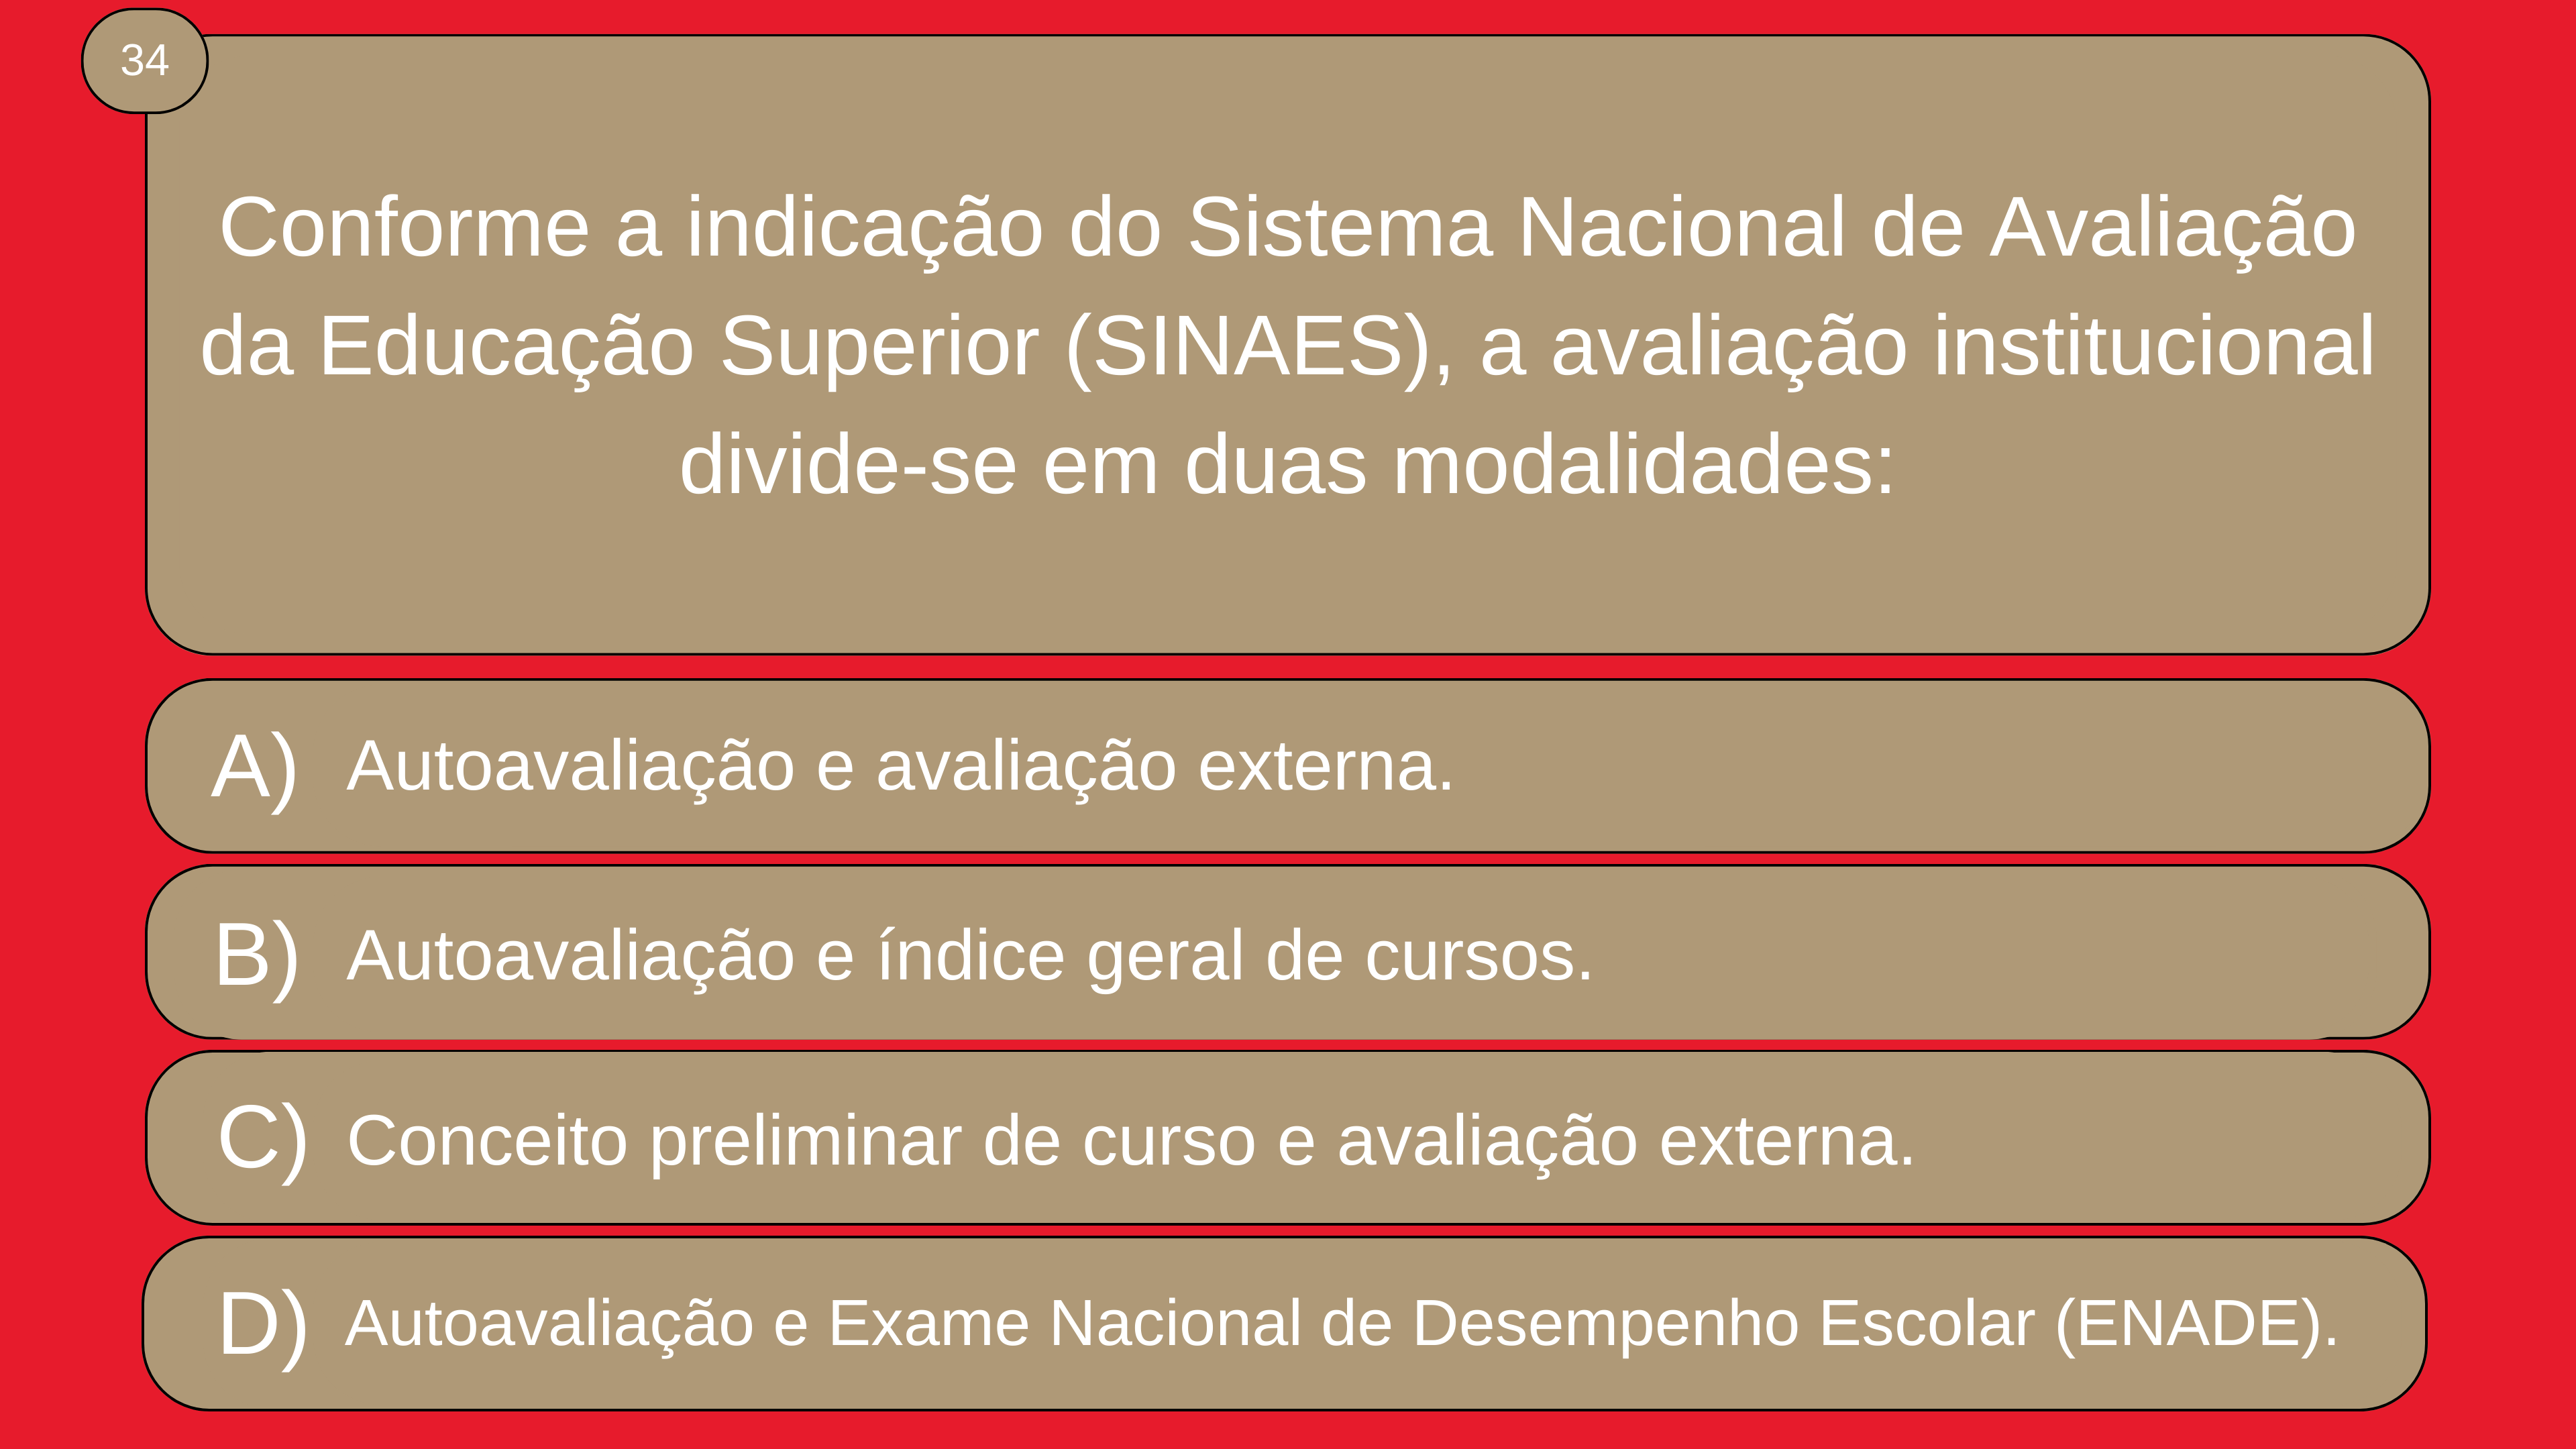 34
Conforme a indicação do Sistema Nacional de Avaliação
da Educação Superior (SINAES), a avaliação institucional
divide-se em duas modalidades:
A) Autoavaliação e avaliação externa.
B) Autoavaliação e índice geral de cursos.
C) Conceito preliminar de curso e avaliação externa.
D) Autoavaliação e Exame Nacional de Desempenho Escolar (ENADE).